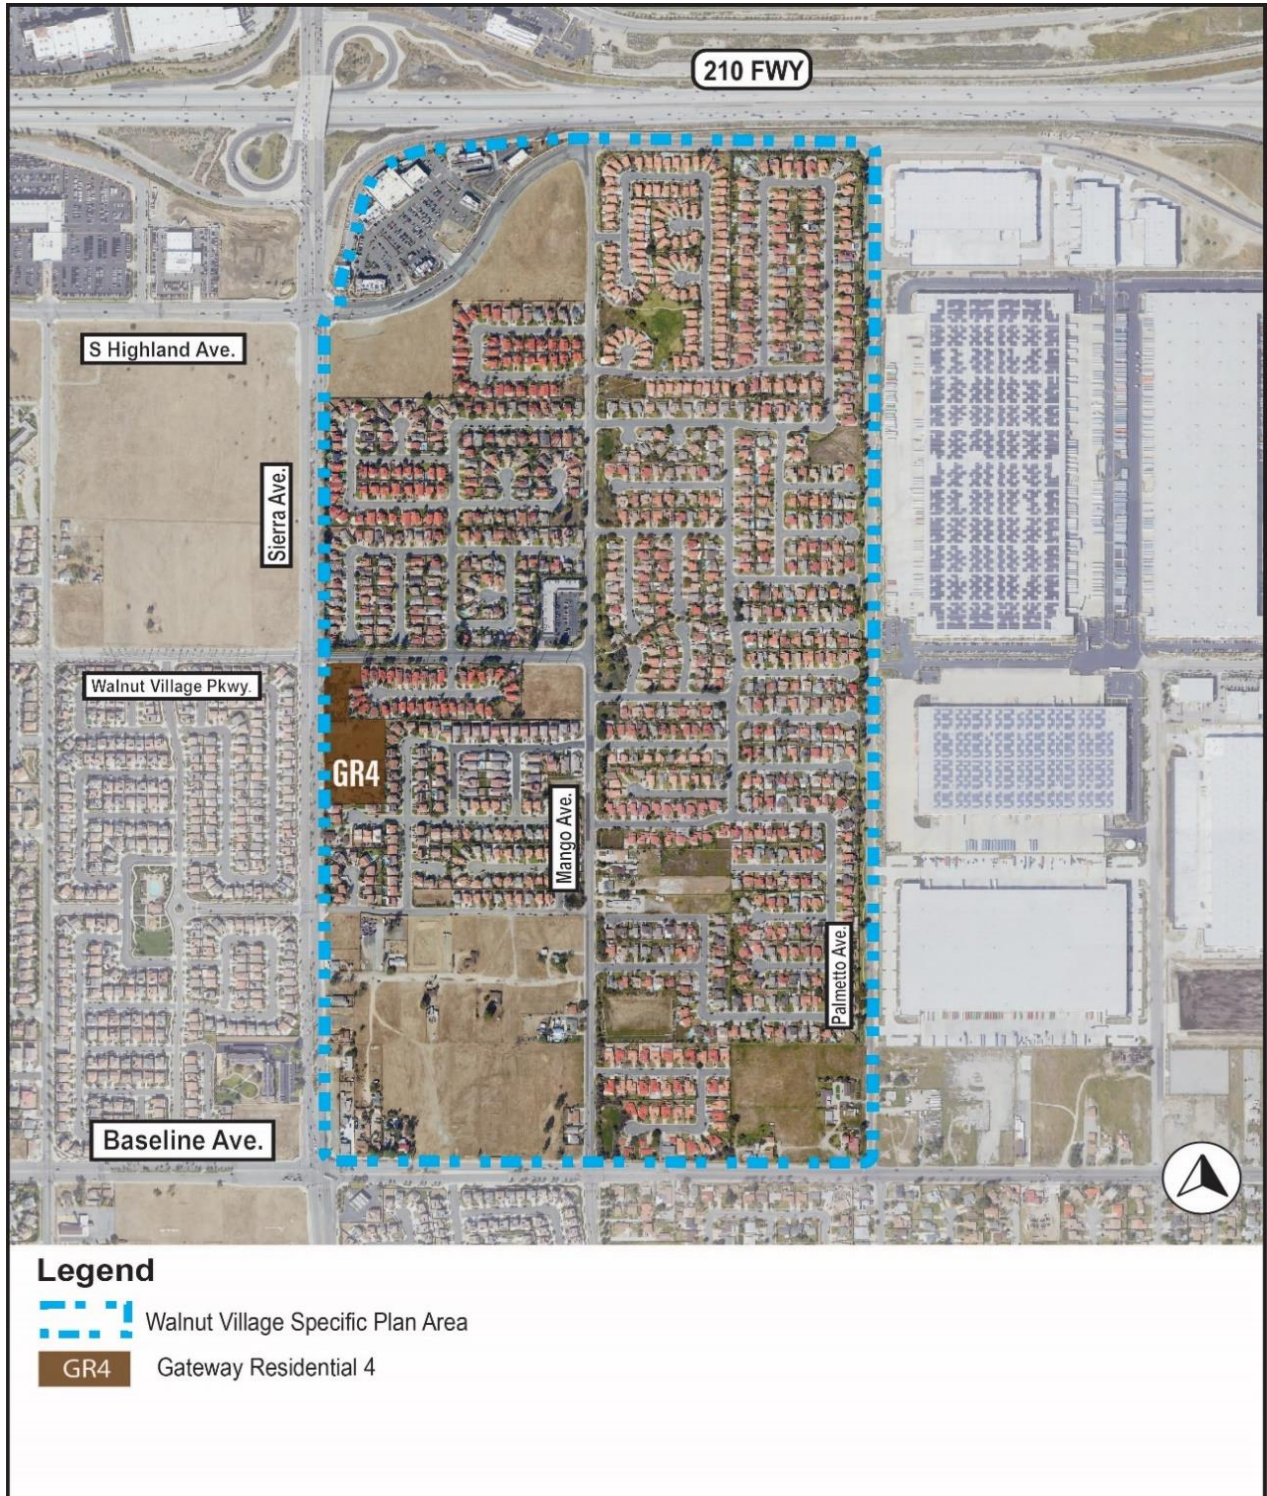 210 FWY
S Highland Ave.
Sierra Ave.
Walnut Village Pkwy.
GR4
Mango Ave.
Palmetto Ave.
Baseline Ave.
Legend
Walnut Village Specific Plan Area
GR4 Gateway Residential 4